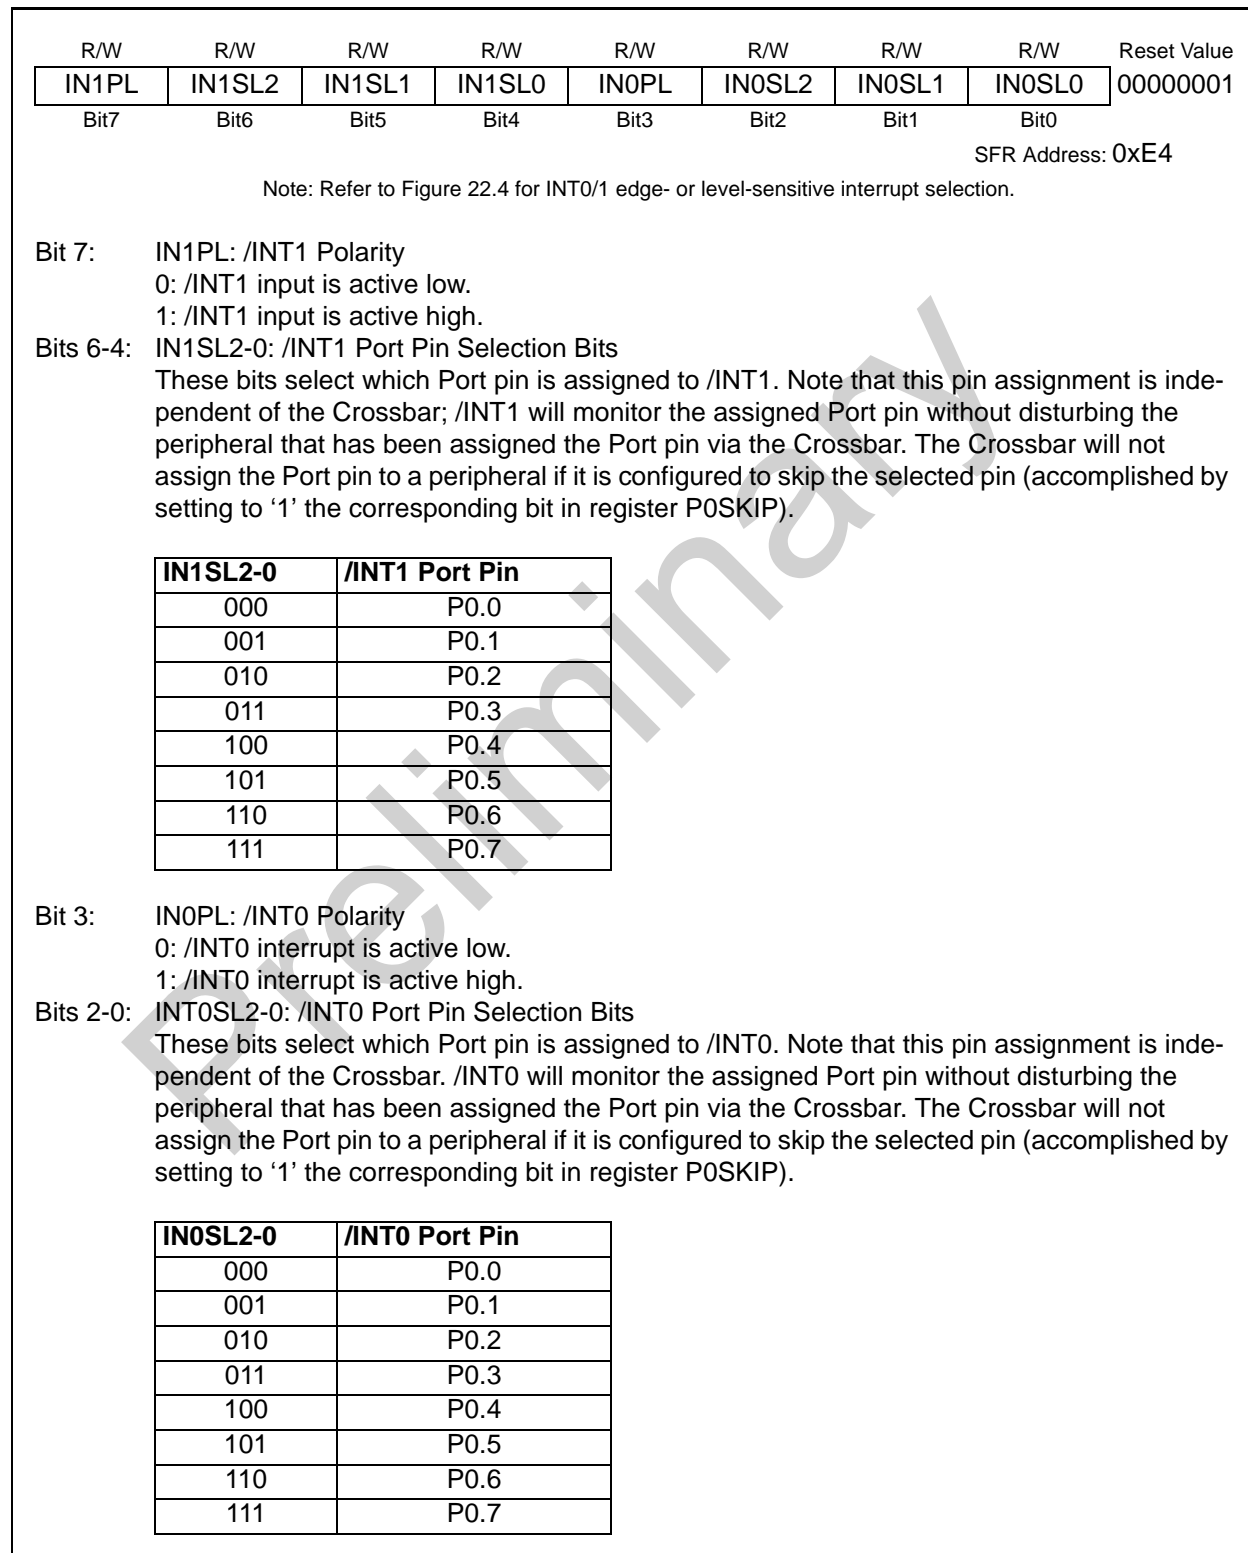 R/W R/W R/W R/W R/W R/W R/W R/W Reset Value
IN1PL IN1SL2 IN1SL1 IN1SL0 IN0PL IN0SL2 IN0SL1 IN0SL0 00000001
Bit7 Bit6 Bit5 Bit4 Bit3 Bit2 Bit1 Bit0
SFR Address: 0xE4
Note: Refer to Figure 22.4 for INT0/1 edge- or level-sensitive interrupt selection.
Bit 7: IN1PL: /INT1 Polarity
0: /INT1 input is active low.
1: /INT1 input is active high.
Bits 6-4: IN1SL2-0: /INT1 Port Pin Selection Bits
These bits select which Port pin is assigned to /INT1. Note that this pin assignment is inde-
pendent of the Crossbar; /INT1 will monitor the assigned Port pin without disturbing the
peripheral that has been assigned the Port pin via the Crossbar. The Crossbar will not
assign the Port pin to a peripheral if it is configured to skip the selected pin (accomplished by
setting to ‘1’ the corresponding bit in register P0SKIP).
IN1SL2-0 /INT1 Port Pin
000 P0.0
001 P0.1
010 P0.2
011 P0.3
100 P0.4
101 P0.5
110 P0.6
111 P0.7
Bit 3: IN0PL: /INT0 Polarity
0: /INT0 interrupt is active low.
1: /INT0 interrupt is active high.
Bits 2-0: INT0SL2-0: /INT0 Port Pin Selection Bits
These bits select which Port pin is assigned to /INT0. Note that this pin assignment is inde-
pendent of the Crossbar. /INT0 will monitor the assigned Port pin without disturbing the
peripheral that has been assigned the Port pin via the Crossbar. The Crossbar will not
assign the Port pin to a peripheral if it is configured to skip the selected pin (accomplished by
setting to ‘1’ the corresponding bit in register P0SKIP).
IN0SL2-0 /INT0 Port Pin
000 P0.0
001 P0.1
010 P0.2
011 P0.3
100 P0.4
101 P0.5
110 P0.6
111 P0.7
Preliminary